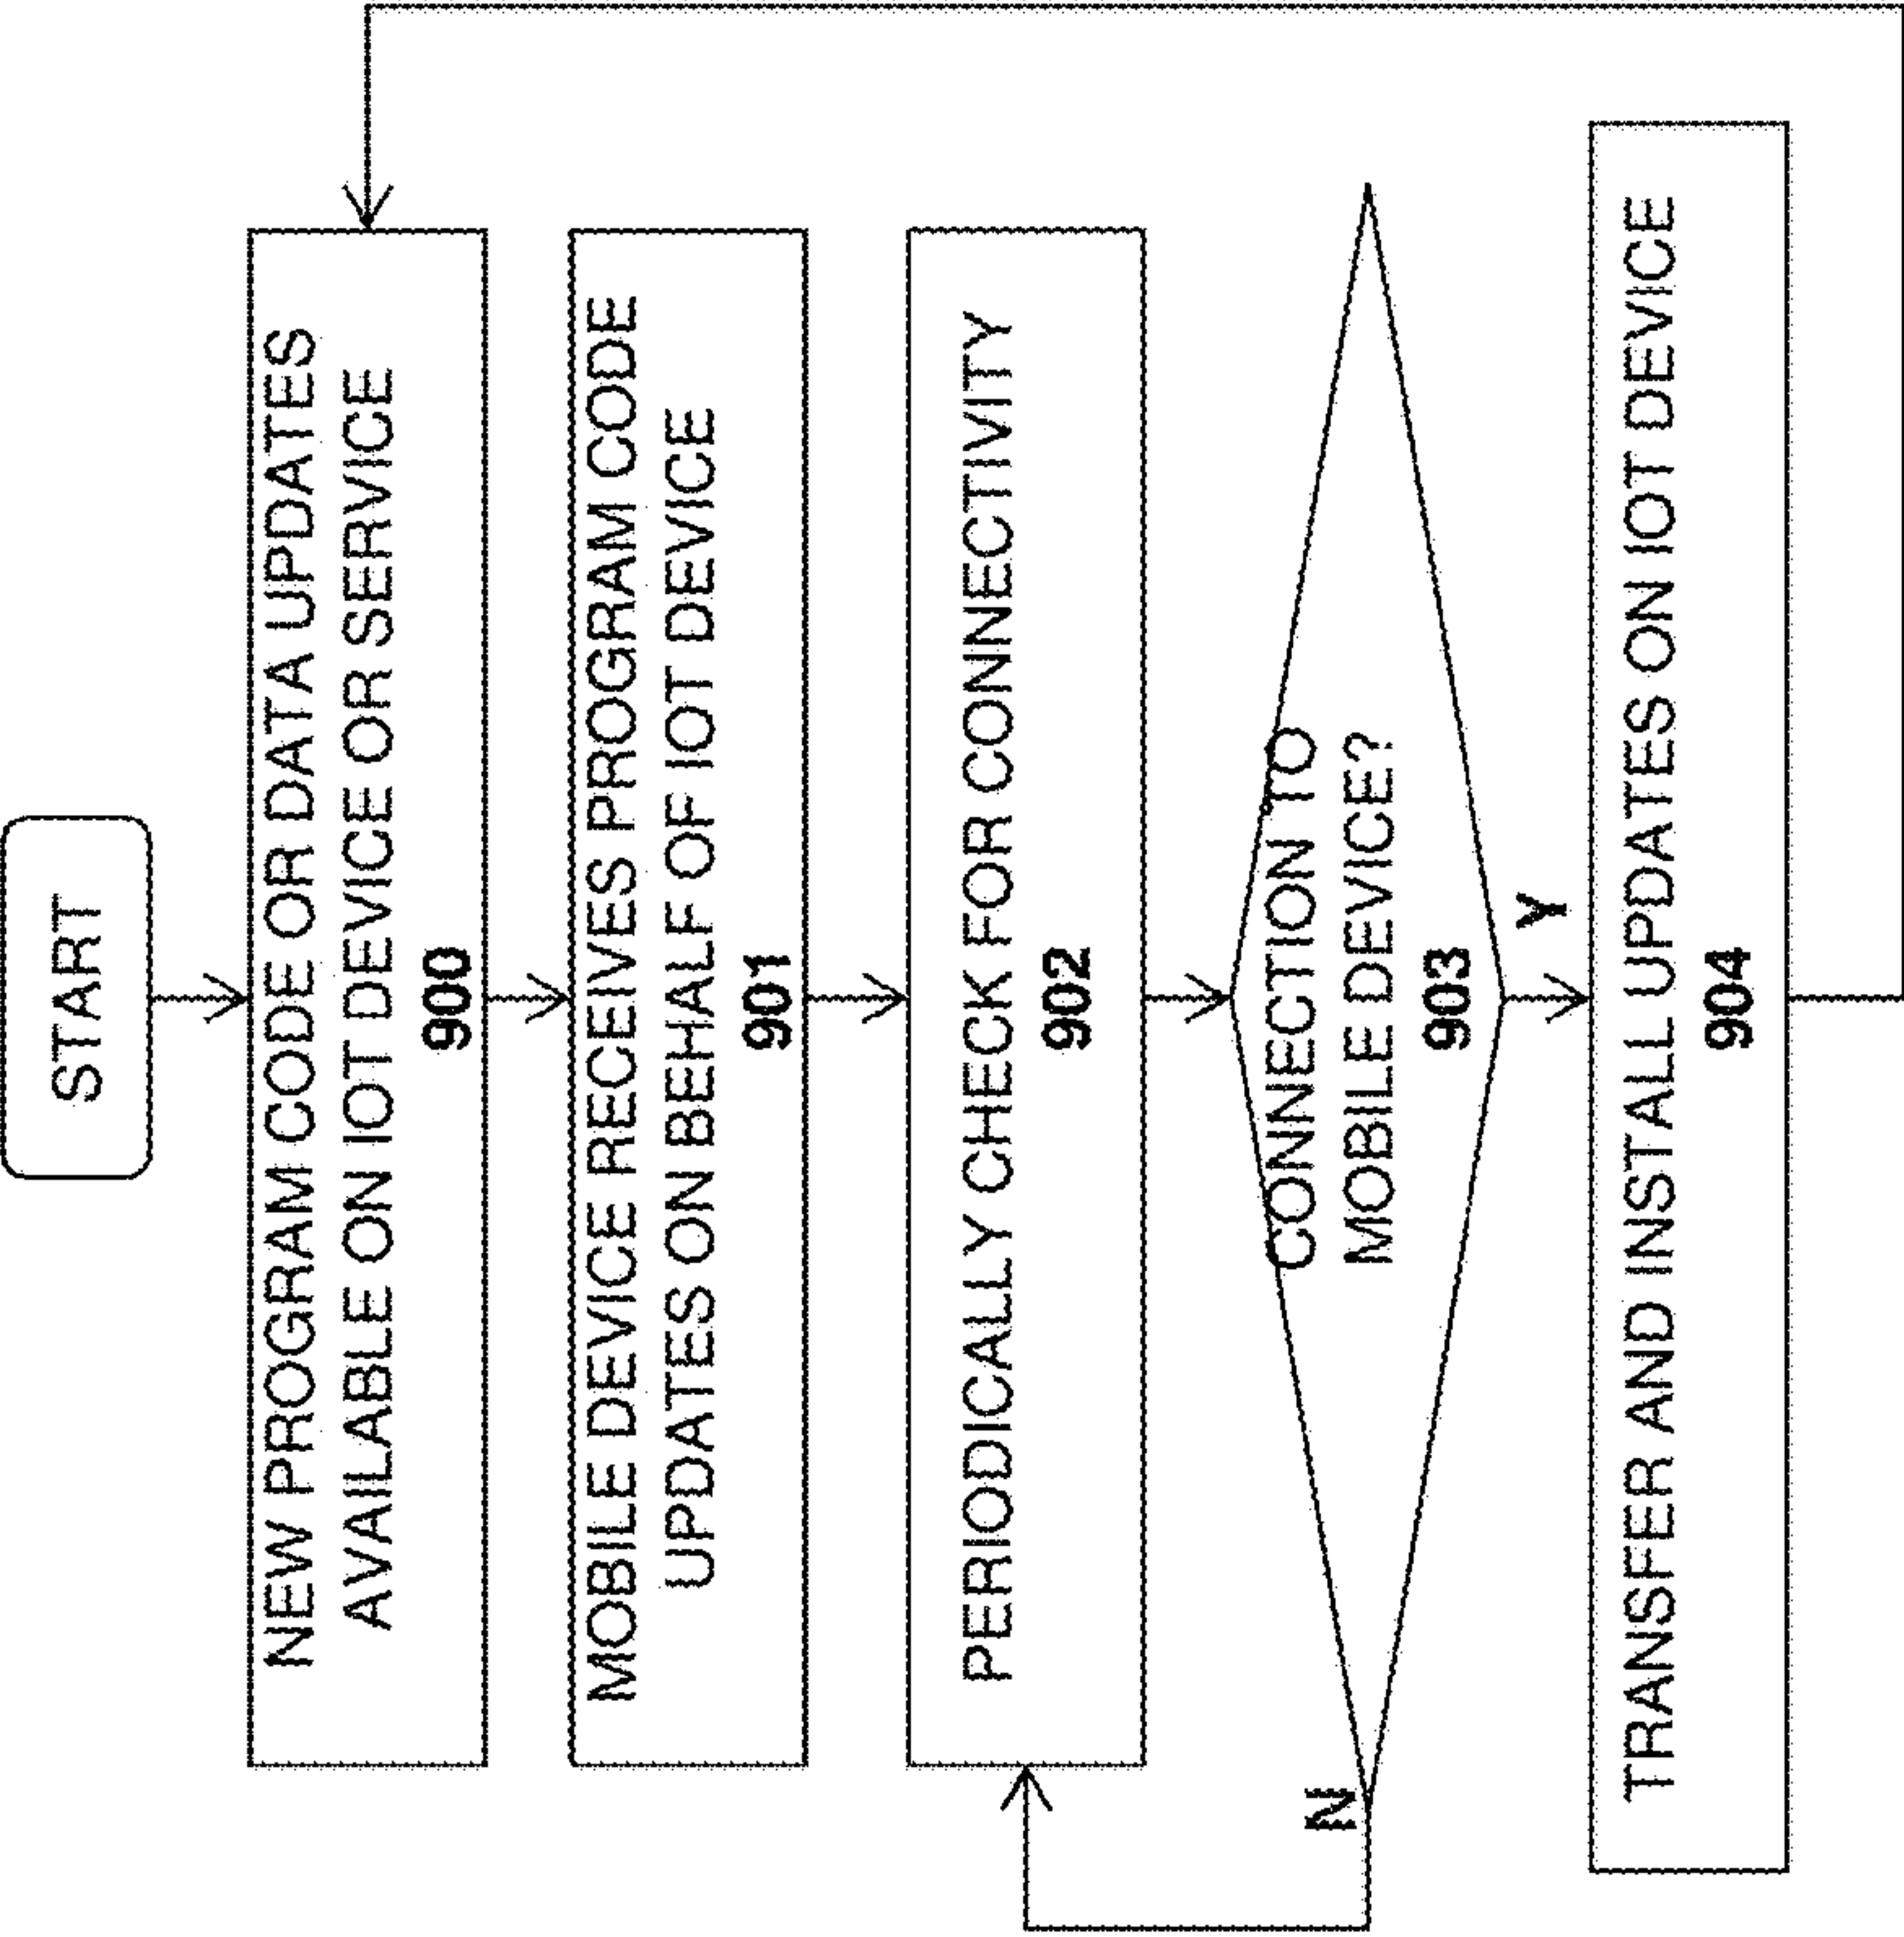 START
NEW PROGRAM CODE OR DATA UPDATES
AVAILABLE ON IOT DEVICE OR SERVICE
900
MOBILE DEVICE RECEIVES PROGRAM CODE
UPDATES ON BEHALF OF IOT DEVICE
901
PERIODICALLY CHECK FOR CONNECTIVITY
902
CONNECTION TO
MOBILE DEVICE?
903
N
Y
TRANSFER AND INSTALL UPDATES ON IOT DEVICE
904